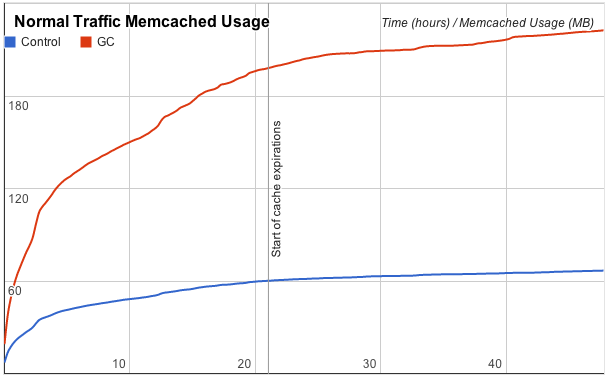 Normal Traffic Memcached Usage
Time (hours) / Memcached Usage (MB)
Control
GC
180
120
60
Start of cache expirations
10
20
30
40